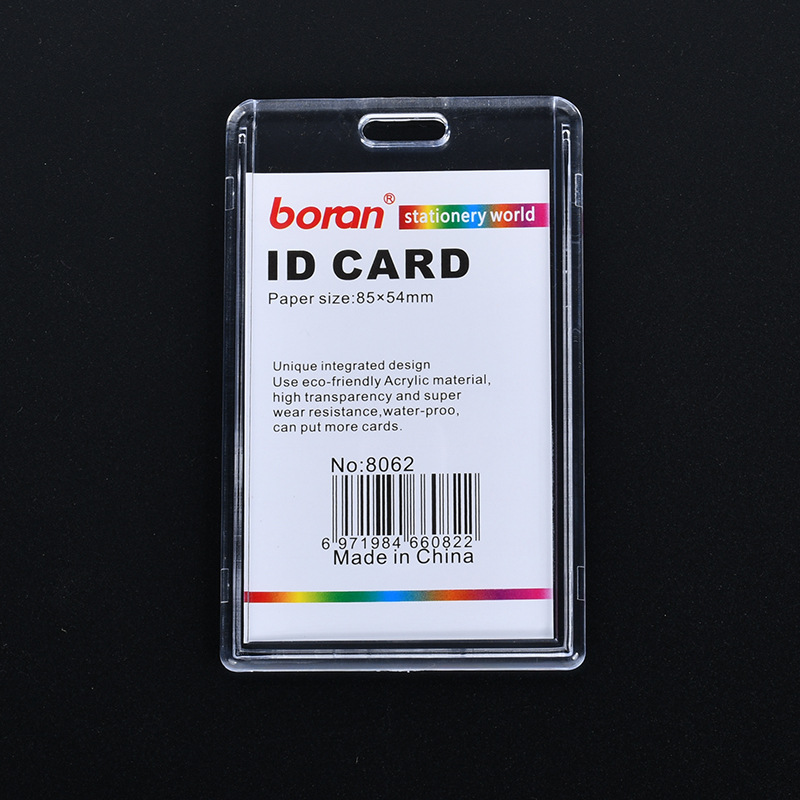 boran® stationery world
ID CARD
Paper size:85×54mm
Unique integrated design
Use eco-friendly Acrylic material,
high transparency and super
wear resistance,water-proo,
can put more cards.
No:8062
6 971984 660822
Made in China